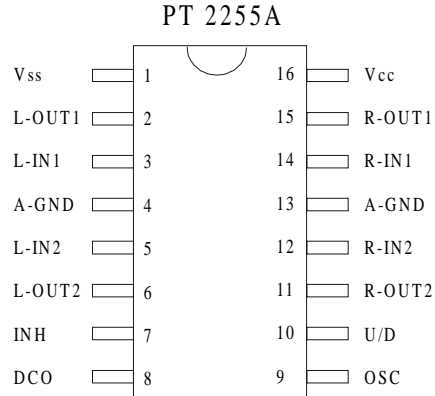 PT 2255A
Vss 1 16 Vcc
L-OUT1 2 15 R-OUT1
L-IN1 3 14 R-IN1
A-GND 4 13 A-GND
L-IN2 5 12 R-IN2
L-OUT2 6 11 R-OUT2
INH 7 10 U/D
DCO 8 9 OSC